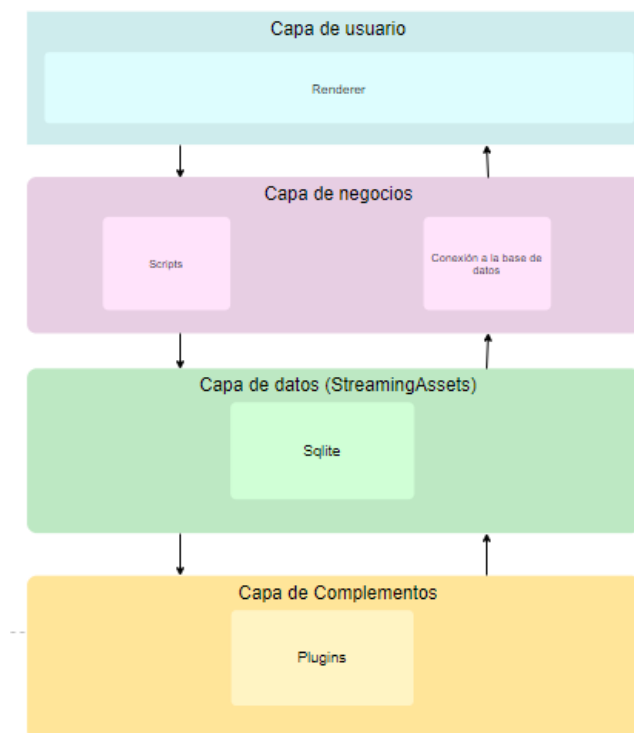 Capa de usuario
Renderer
Capa de negocios
Scripts
Conexión a la base de
datos
Capa de datos (StreamingAssets)
Sqlite
Capa de Complementos
Plugins